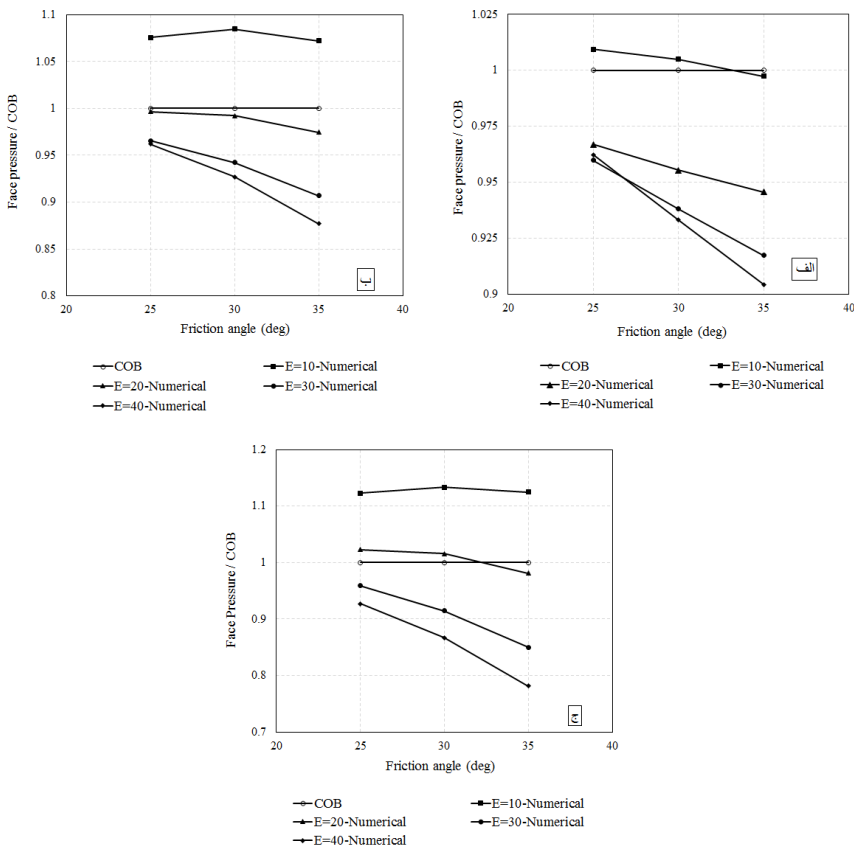 1.1
1.05
1
0.95
0.9
0.85
0.8
20 25 30 35 40
Face pressure / COB
Friction angle (deg)
ب
COB E=10-Numerical
E=20-Numerical E=30-Numerical
E=40-Numerical
1.025
1
0.975
0.95
0.925
0.9
20 25 30 35 40
Face pressure / COB
Friction angle (deg)
الف
COB E=10-Numerical
E=20-Numerical E=30-Numerical
E=40-Numerical
1.2
1.1
1
0.9
0.8
0.7
20 25 30 35 40
Face Pressure / COB
Friction angle (deg)
ج
COB E=10-Numerical
E=20-Numerical E=30-Numerical
E=40-Numerical